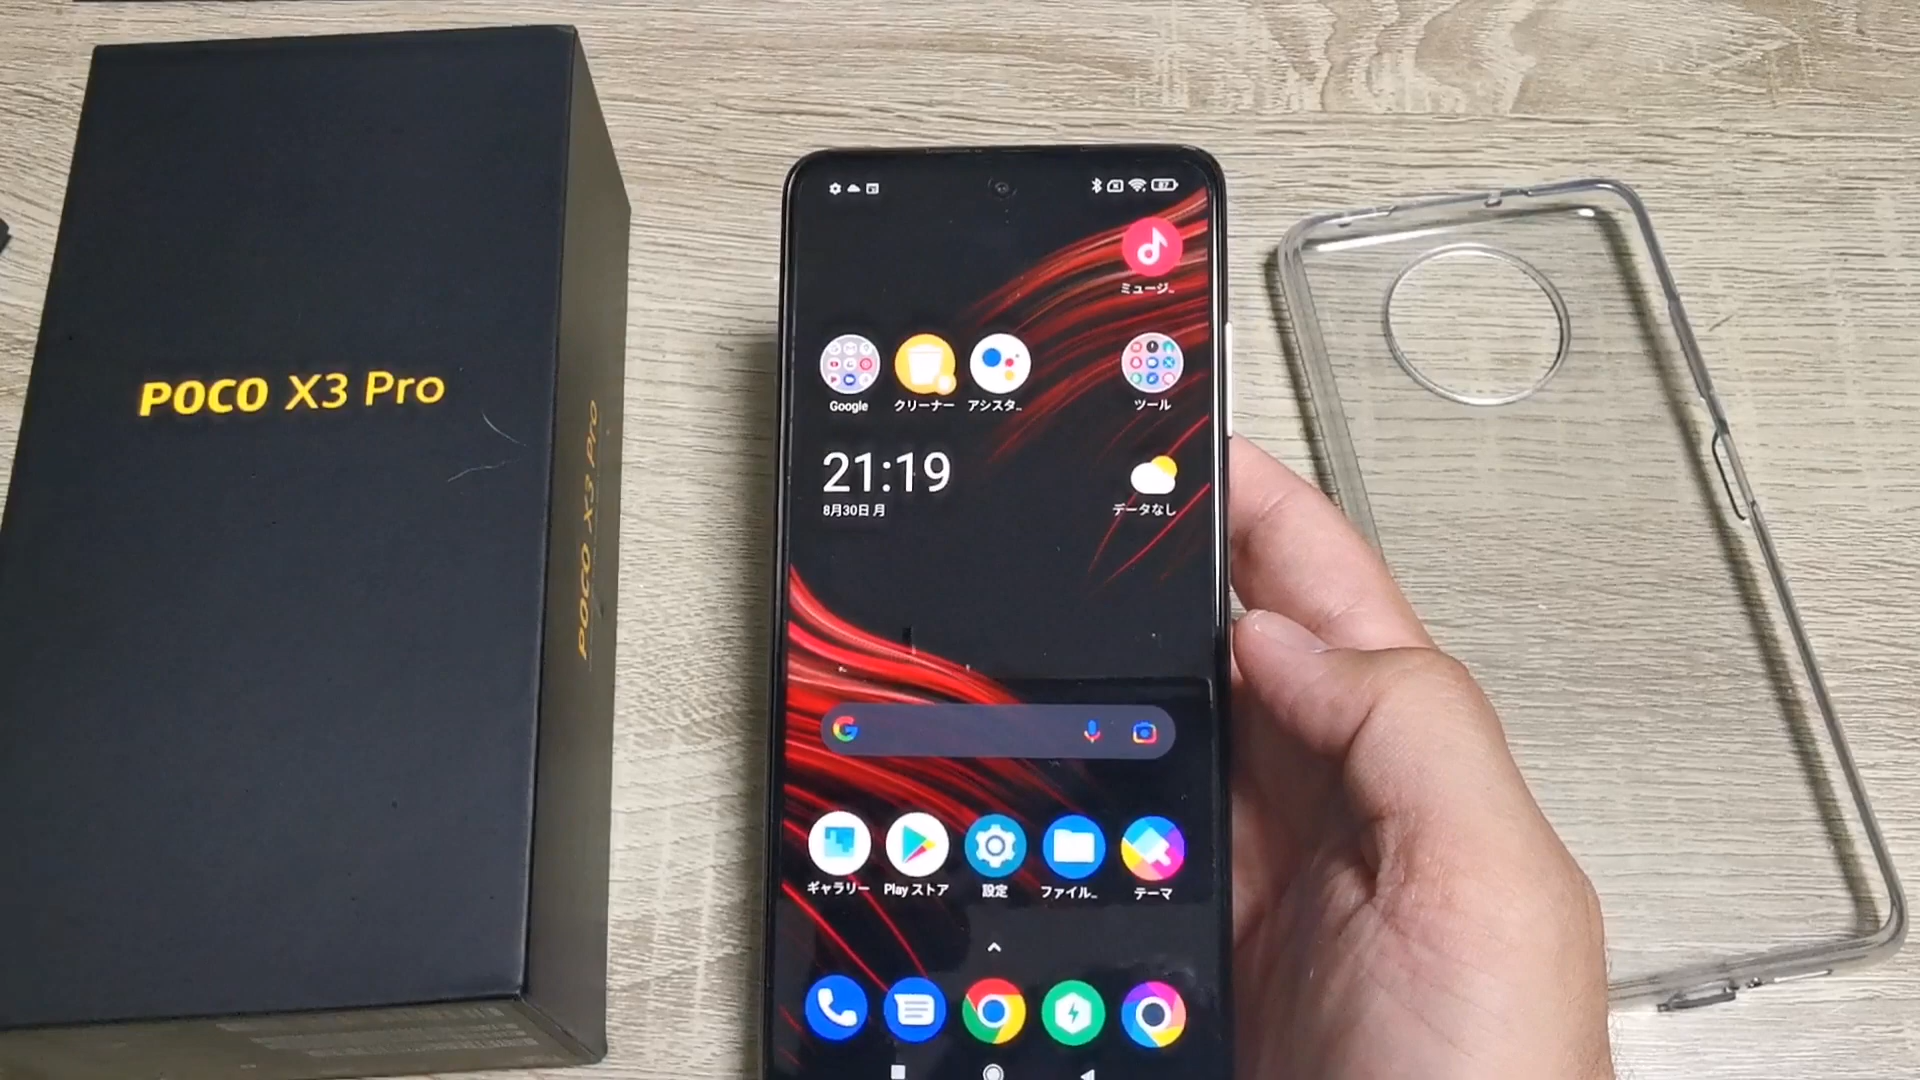 POCO X3 Pro
POCO X3 Pro
87
ミュージ..
Google
クリーナー
アシスタ..
ツール
21:19
8月30日 月
データなし
ギャラリー
Play ストア
設定
ファイル..
テーマ